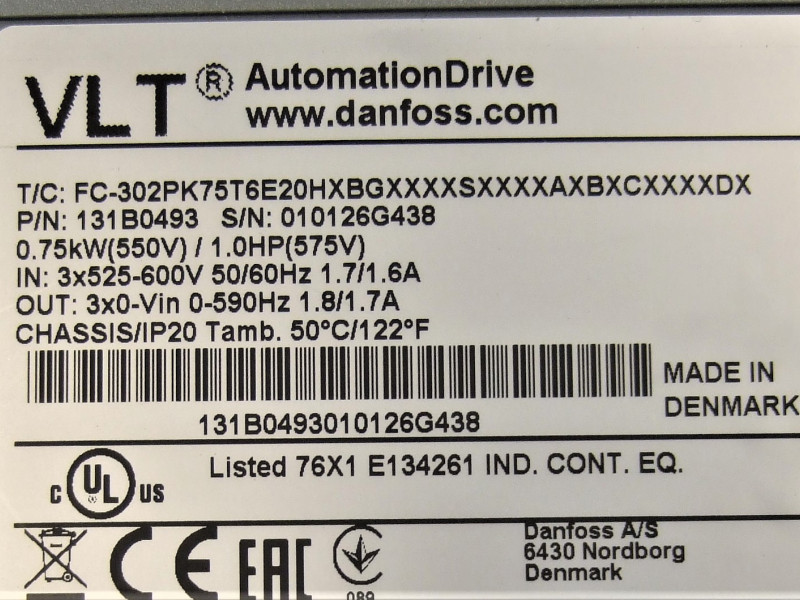 VLT® AutomationDrive
www.danfoss.com
T/C: FC-302PK75T6E20HXBGXXXXSXXXXAXBXCXXXXDX
P/N: 131B0493 S/N: 010126G438
0.75kW(550V) / 1.0HP(575V)
IN: 3x525-600V 50/60Hz 1.7/1.6A
OUT: 3x0-Vin 0-590Hz 1.8/1.7A
CHASSIS/IP20 Tamb. 50°C/122°F
MADE IN
DENMARK
131B0493010126G438
c UL US Listed 76X1 E134261 IND. CONT. EQ.
CE EAC 089
Danfoss A/S
6430 Nordborg
Denmark